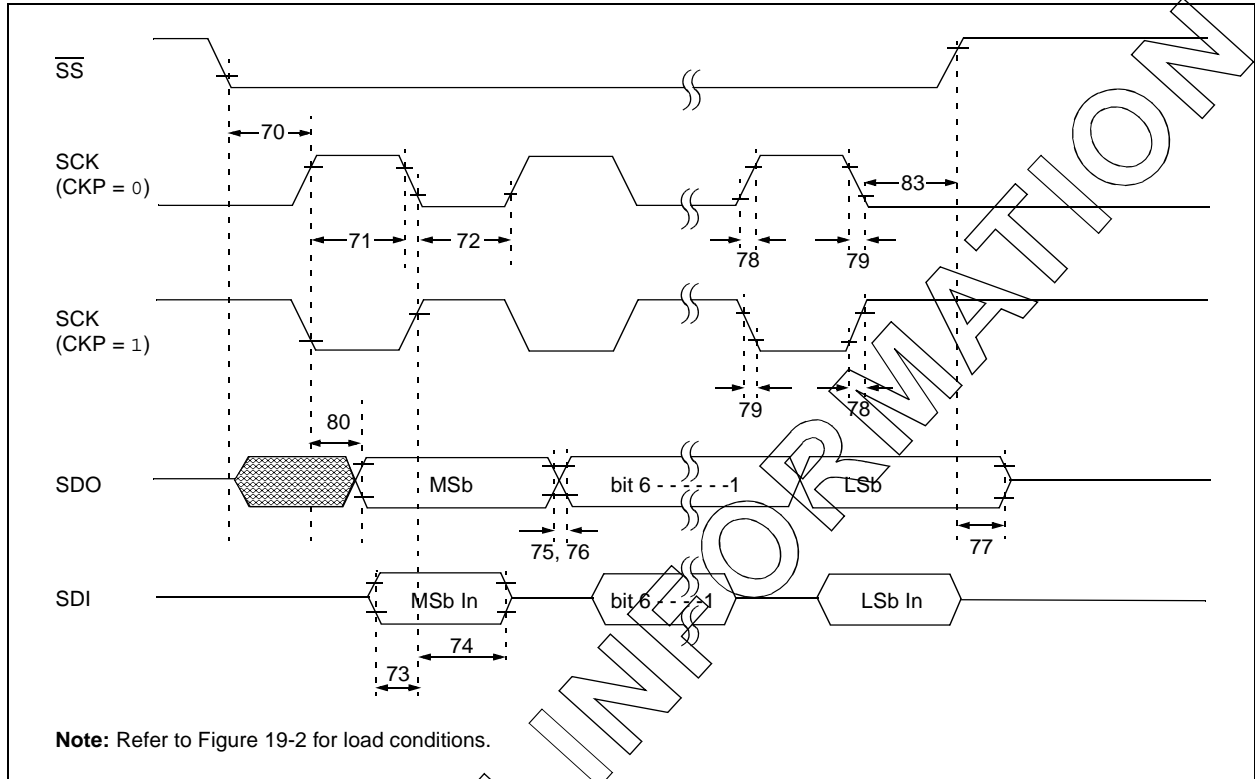 SS
70
SCK
(CKP = 0)
83
71
72
78
79
SCK
(CKP = 1)
79
78
80
SDO
MSb
bit 6 - - - - - -1
LSb
75, 76
77
SDI
MSb In
bit 6 - - - -1
LSb In
74
73
Note: Refer to Figure 19-2 for load conditions.
INFORMATION